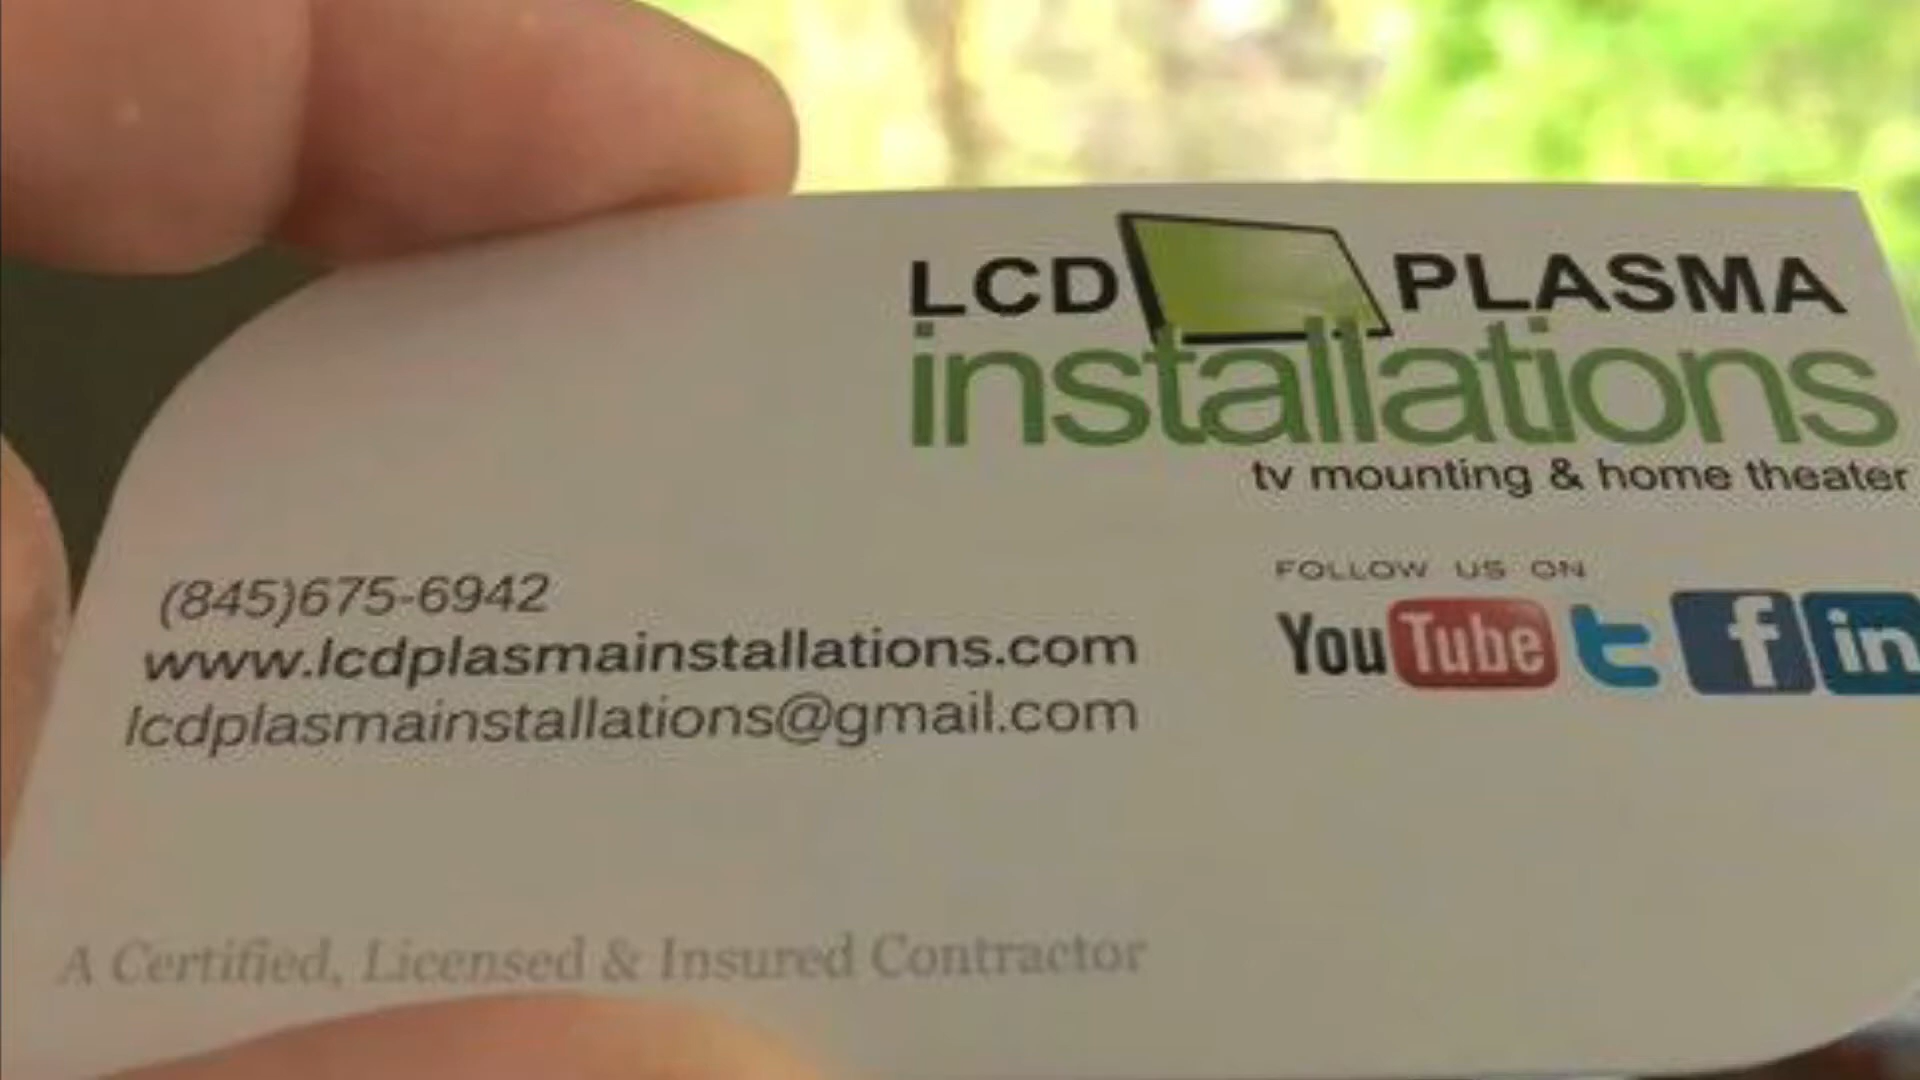 LCD PLASMA
installations
tv mounting & home theater
(845)675-6942
www.lcdplasmainstallations.com
lcdplasmainstallations@gmail.com
FOLLOW US ON
YouTube t f in
A Certified, Licensed & Insured Contractor